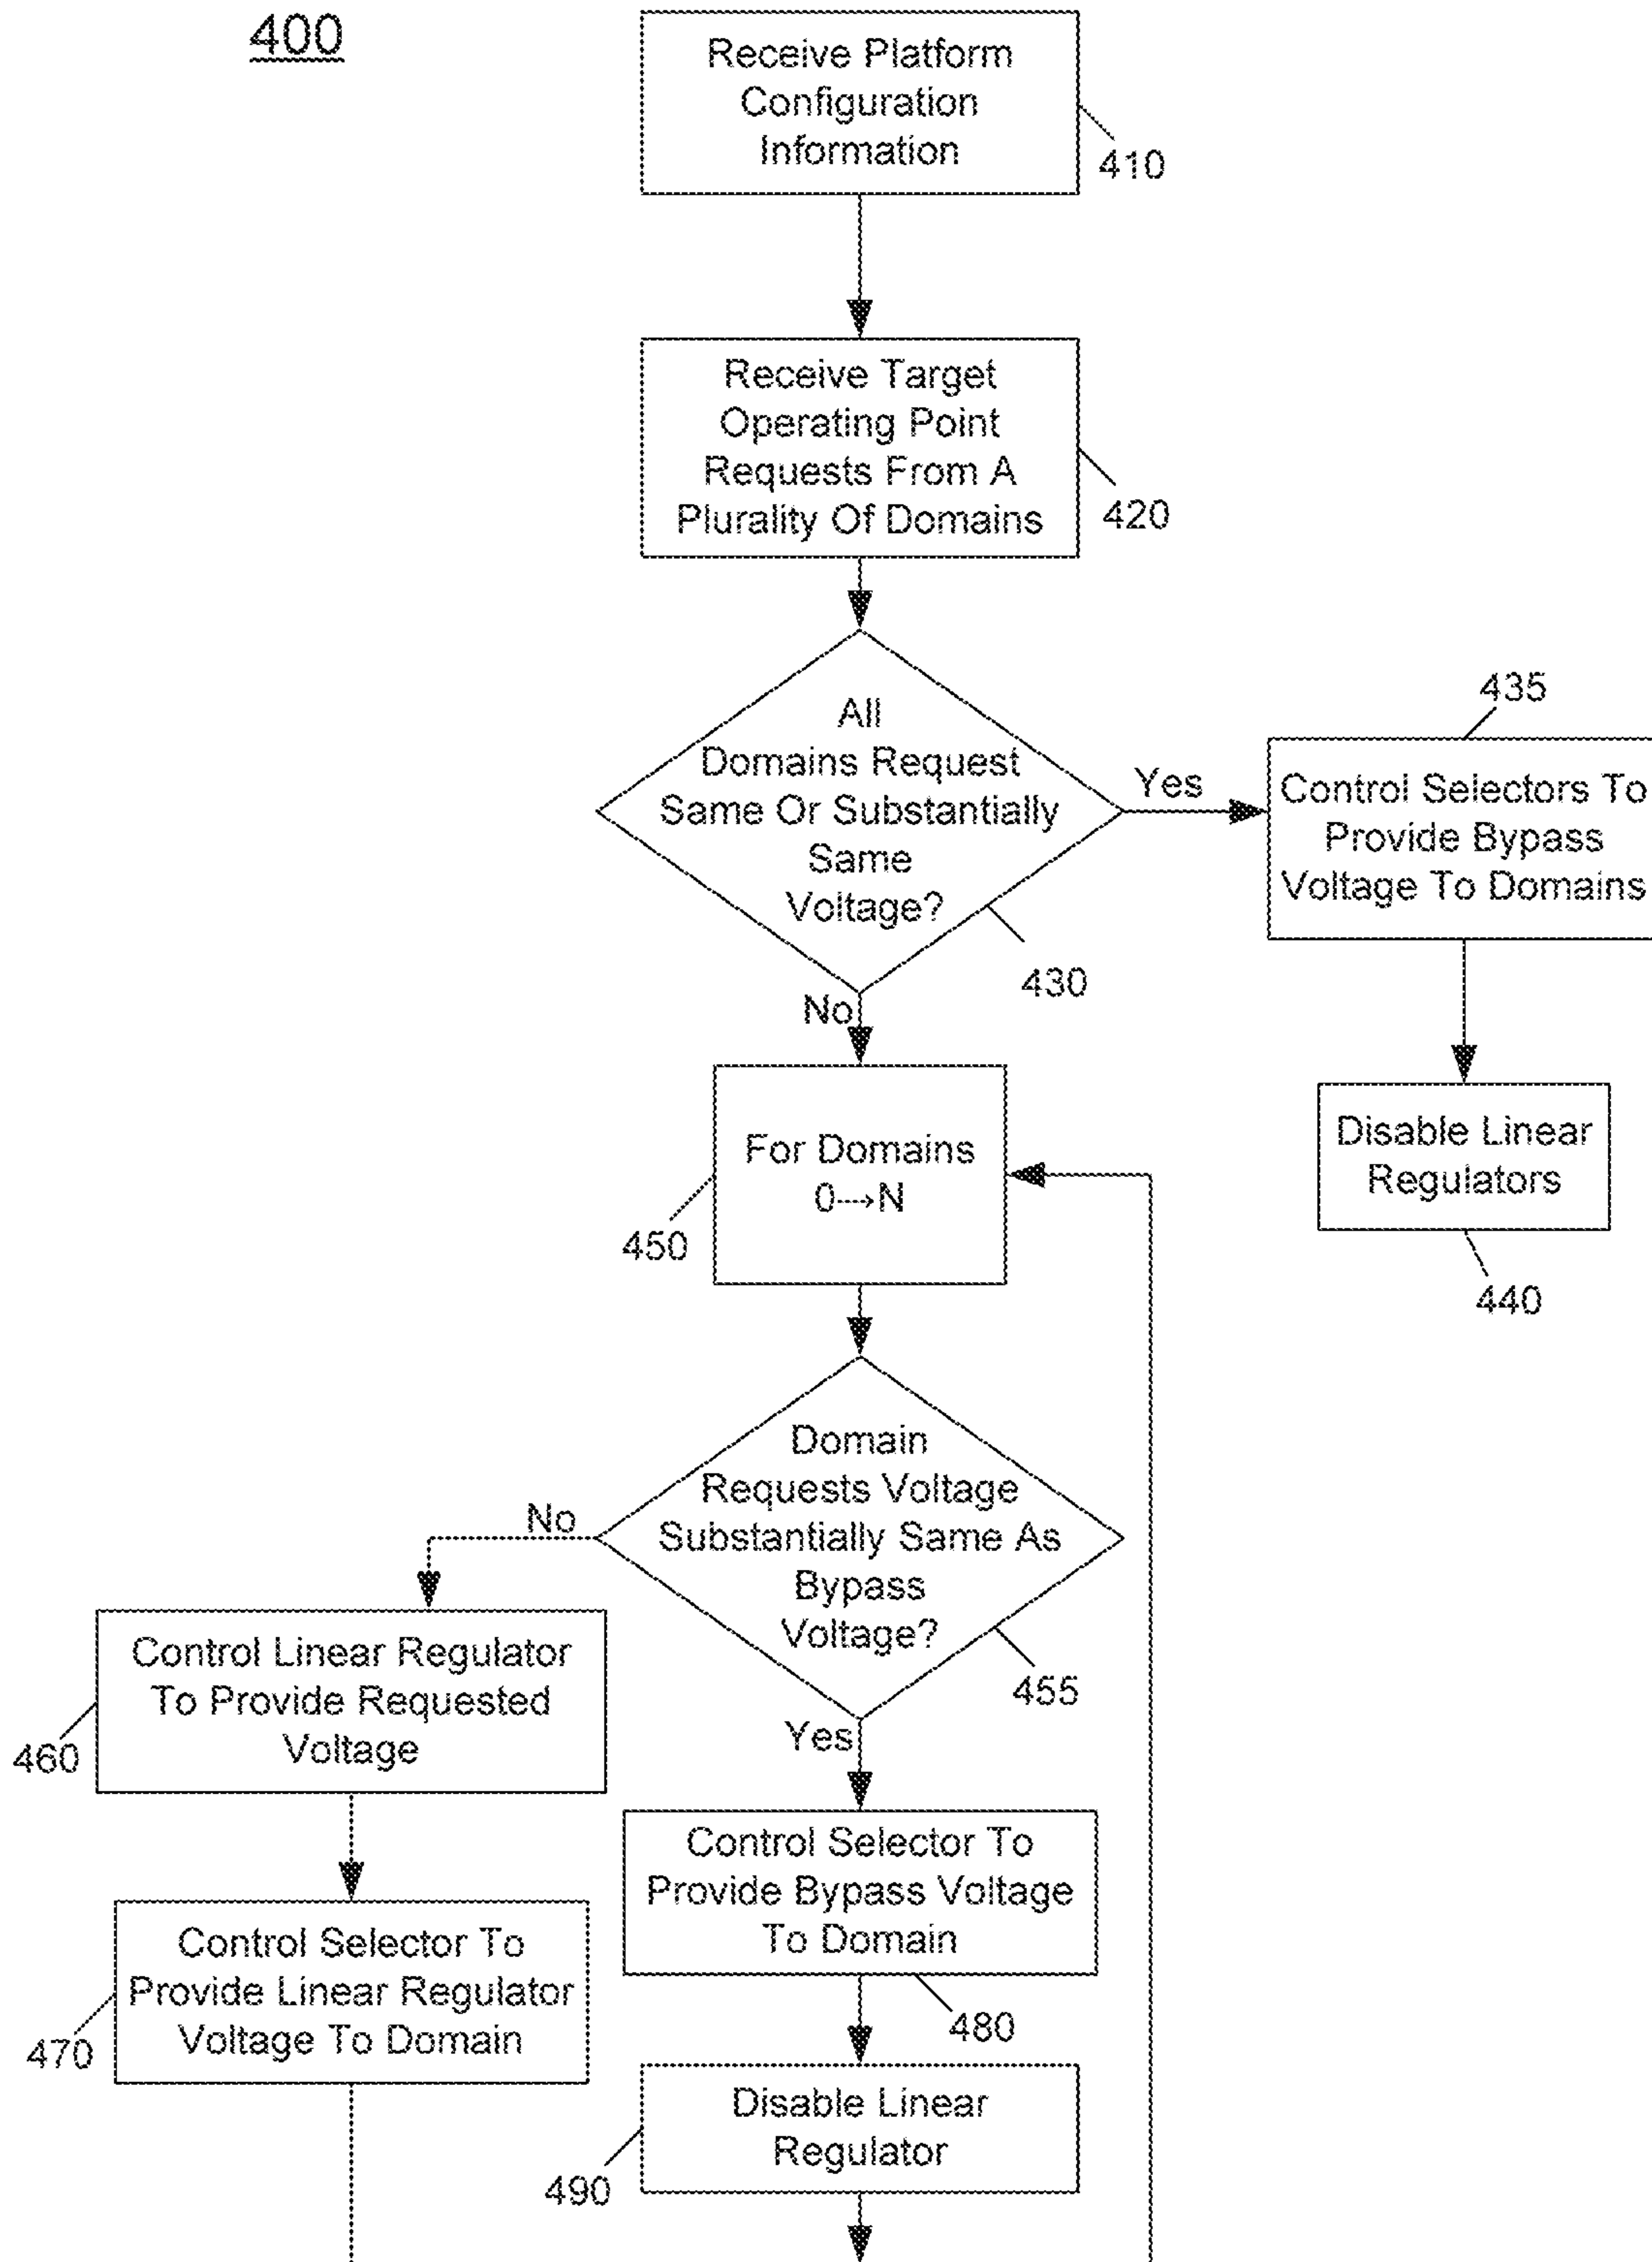 400
Receive Platform
Configuration
Information
410
Receive Target
Operating Point
Requests From A
Plurality Of Domains
420
All
Domains Request
Same Or Substantially
Same
Voltage?
430
Yes
435
Control Selectors To
Provide Bypass
Voltage To Domains
Disable Linear
Regulators
440
No
For Domains
0→N
450
Domain
Requests Voltage
Substantially Same As
Bypass
Voltage?
455
No
Control Linear Regulator
To Provide Requested
Voltage
460
Control Selector To
Provide Linear Regulator
Voltage To Domain
470
Yes
Control Selector To
Provide Bypass Voltage
To Domain
480
Disable Linear
Regulator
490